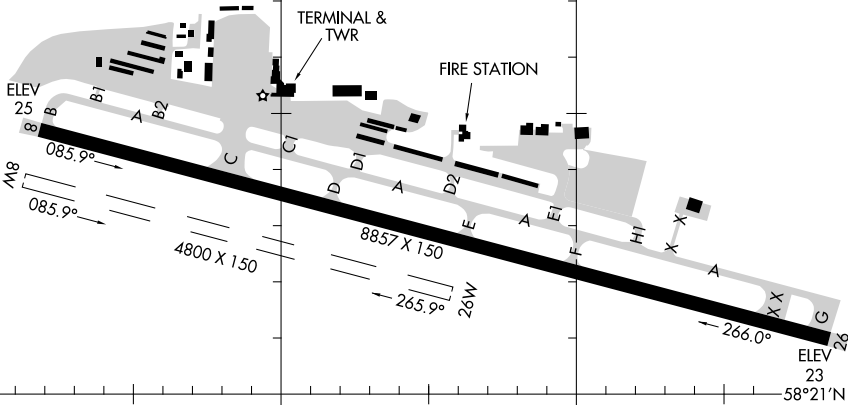 TERMINAL &
TWR
FIRE STATION
ELEV
25
B1
B2
A
B
8
085.9°
C
C1
D1
A
D2
D
E
A
E1
F
H1
X
X
A
W8
085.9°
4800 X 150
8857 X 150
265.9°
26W
X X
G
266.0°
26
ELEV
23
58°21'N